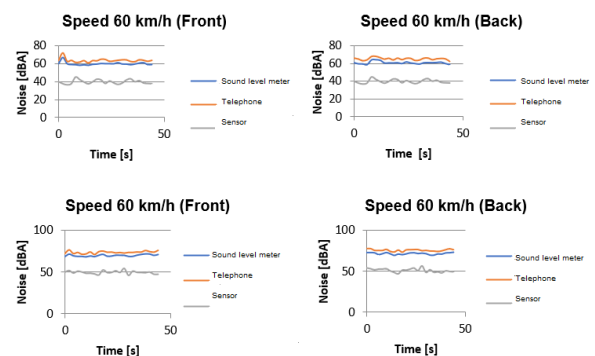 Speed 60 km/h (Front)
80
60
40
20
0
Noise [dBA]
0
50
Time [s]
Sound level meter
Telephone
Sensor
Speed 60 km/h (Back)
80
60
40
20
0
Noise [dBA]
0
50
Time [s]
Sound level meter
Telephone
Sensor
Speed 60 km/h (Front)
100
50
0
Noise [dBA]
0
50
Time [s]
Sound level meter
Telephone
Sensor
Speed 60 km/h (Back)
100
50
0
Noise [dBA]
0
50
Time [s]
Sound level meter
Telephone
Sensor